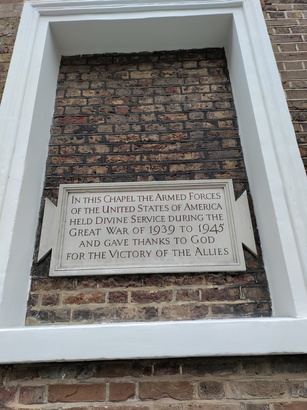 In this Chapel the Armed Forces
of the United States of America
held Divine Service during the
Great War of 1939 to 1945
and gave thanks to God
for the Victory of the Allies